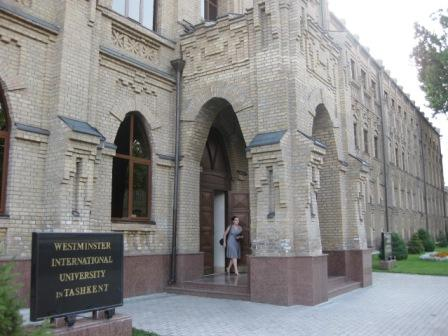 WESTMINSTER
INTERNATIONAL
UNIVERSITY
IN TASHKENT